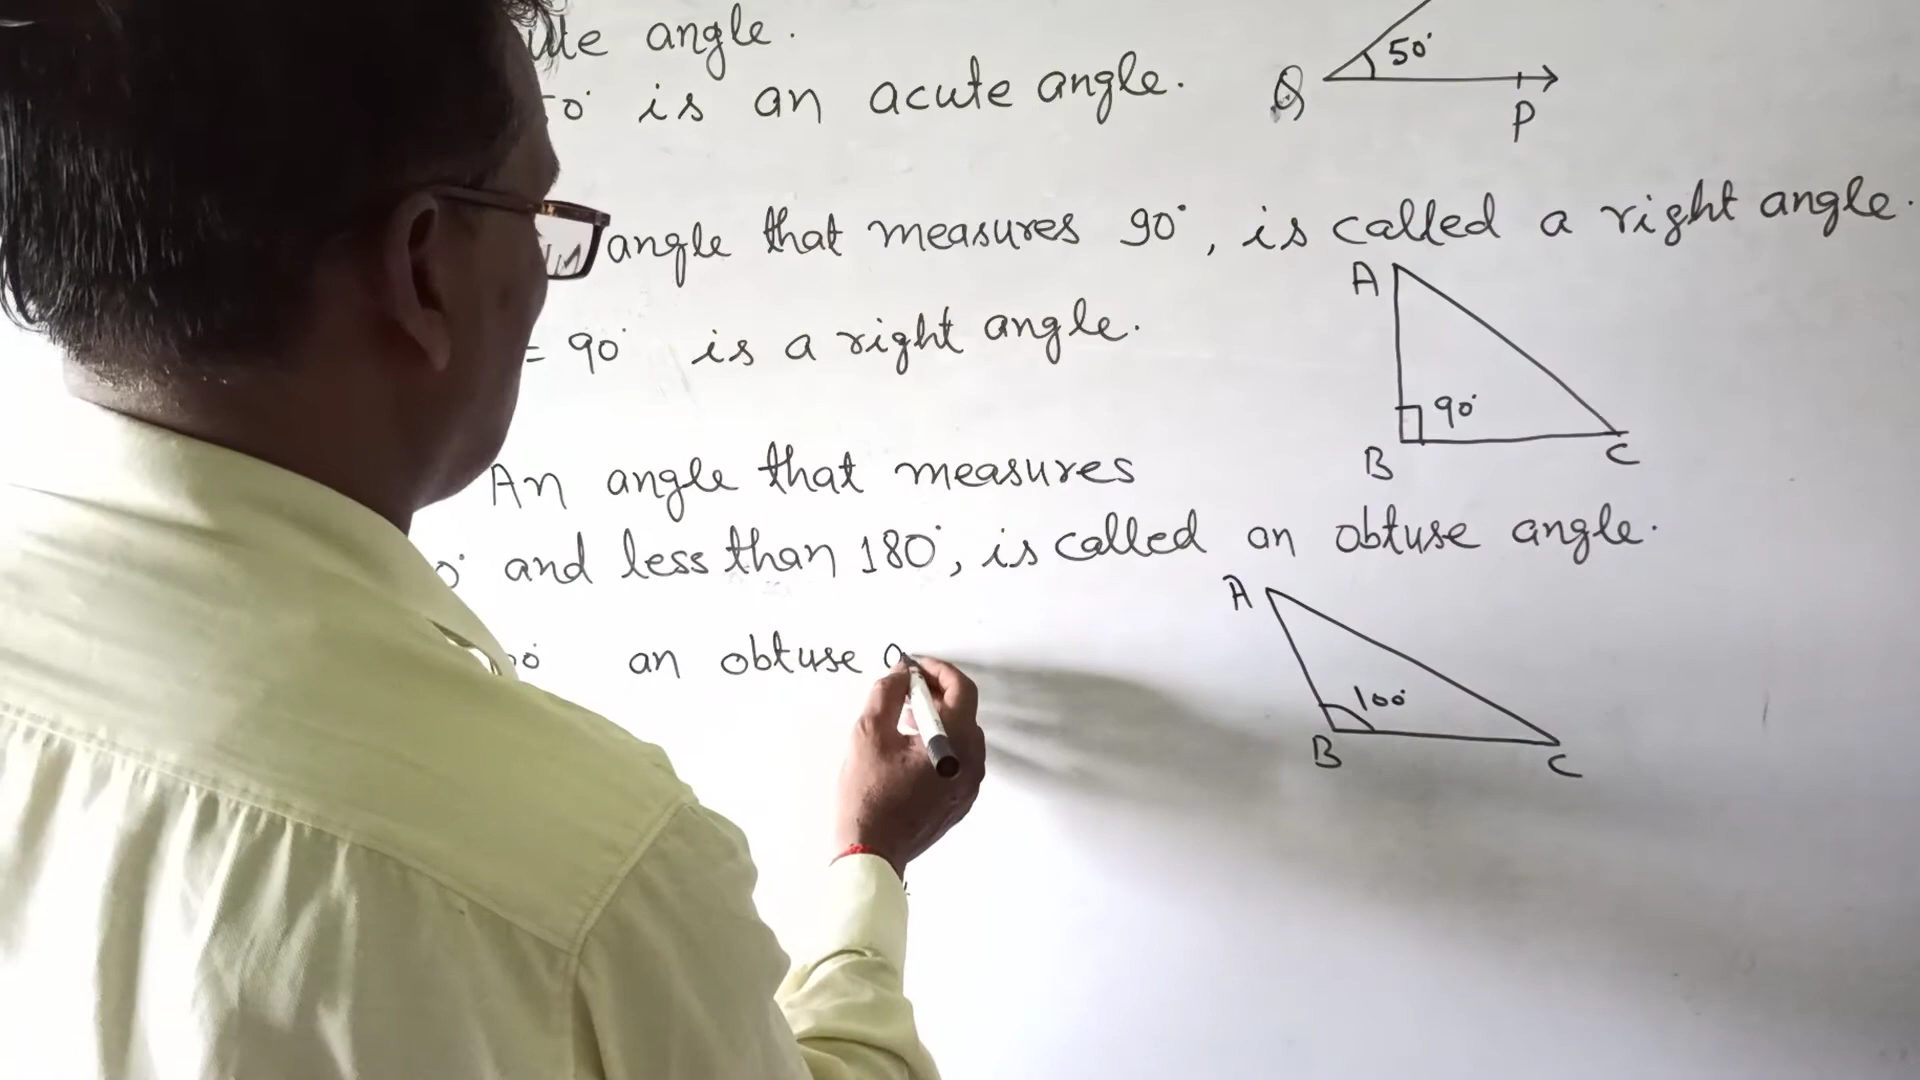 angle.
50°
is an acute angle.
Q
P
angle that measures 90°, is called a right angle.
A
= 90° is a right angle.
90°
B
C
An angle that measures
and less than 180°, is called an obtuse angle.
A
an obtuse a
100°
B
C